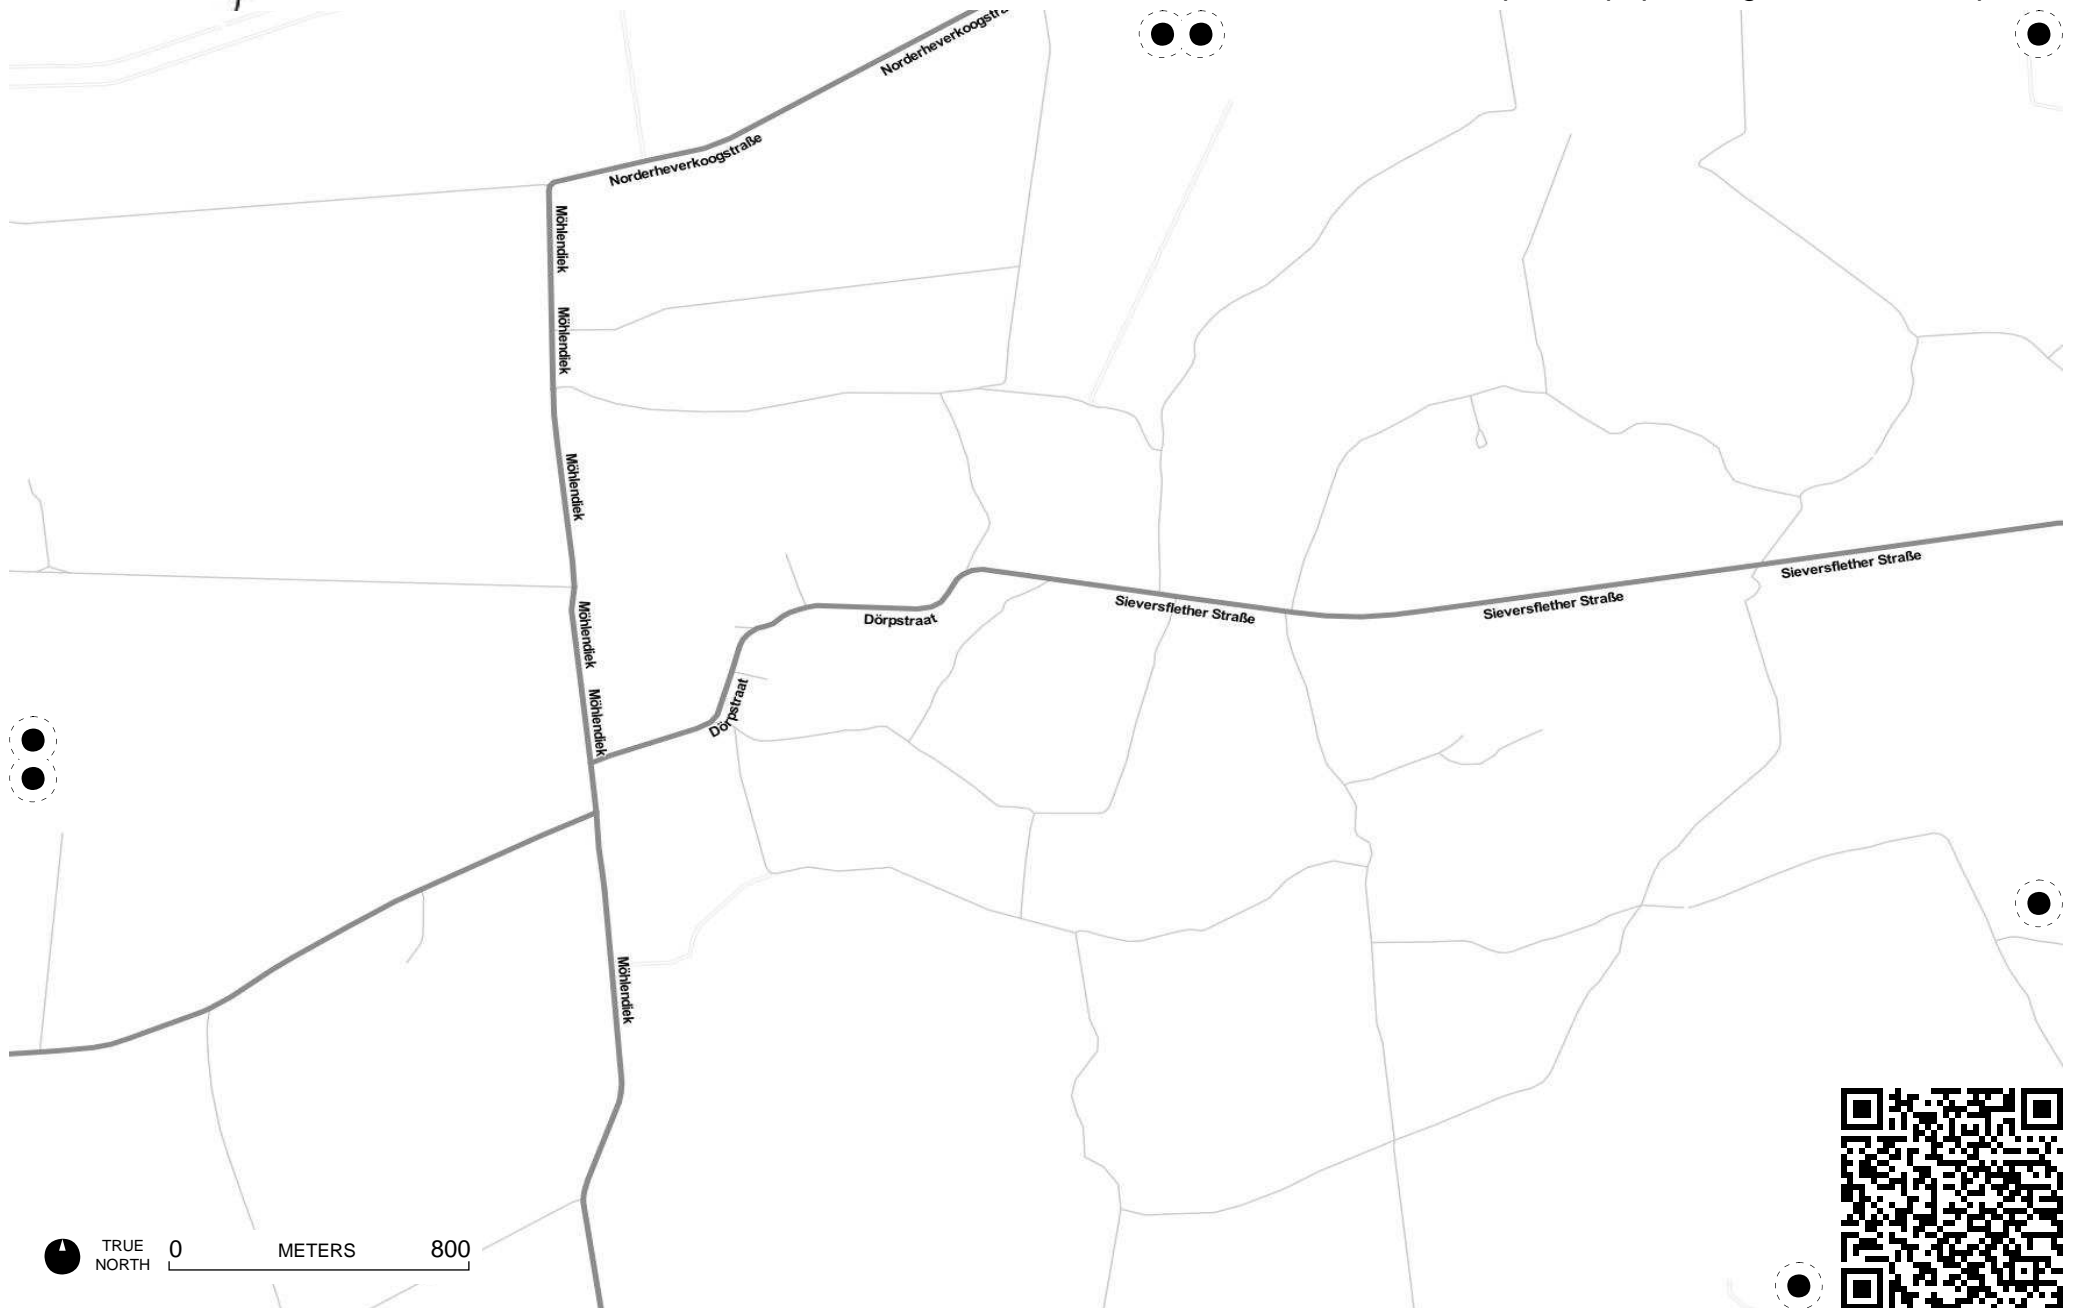 Norderheverkoogstra
Norderheverkoogstraße
Möhlendiek
Möhlendiek
Möhlendiek
Sieversflether Straße
Sieversflether Straße
Sieversflether Straße
Dörpstraat
Möhlendiek
Dörpstraat
Möhlendiek
Möhlendiek
TRUE
NORTH
0 METERS 800